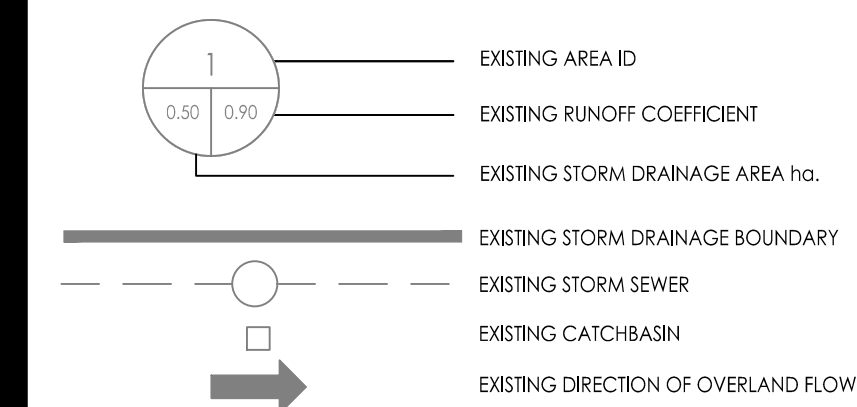 1
EXISTING AREA ID
0.50 0.90
EXISTING RUNOFF COEFFICIENT
EXISTING STORM DRAINAGE AREA ha.
EXISTING STORM DRAINAGE BOUNDARY
EXISTING STORM SEWER
EXISTING CATCHBASIN
EXISTING DIRECTION OF OVERLAND FLOW